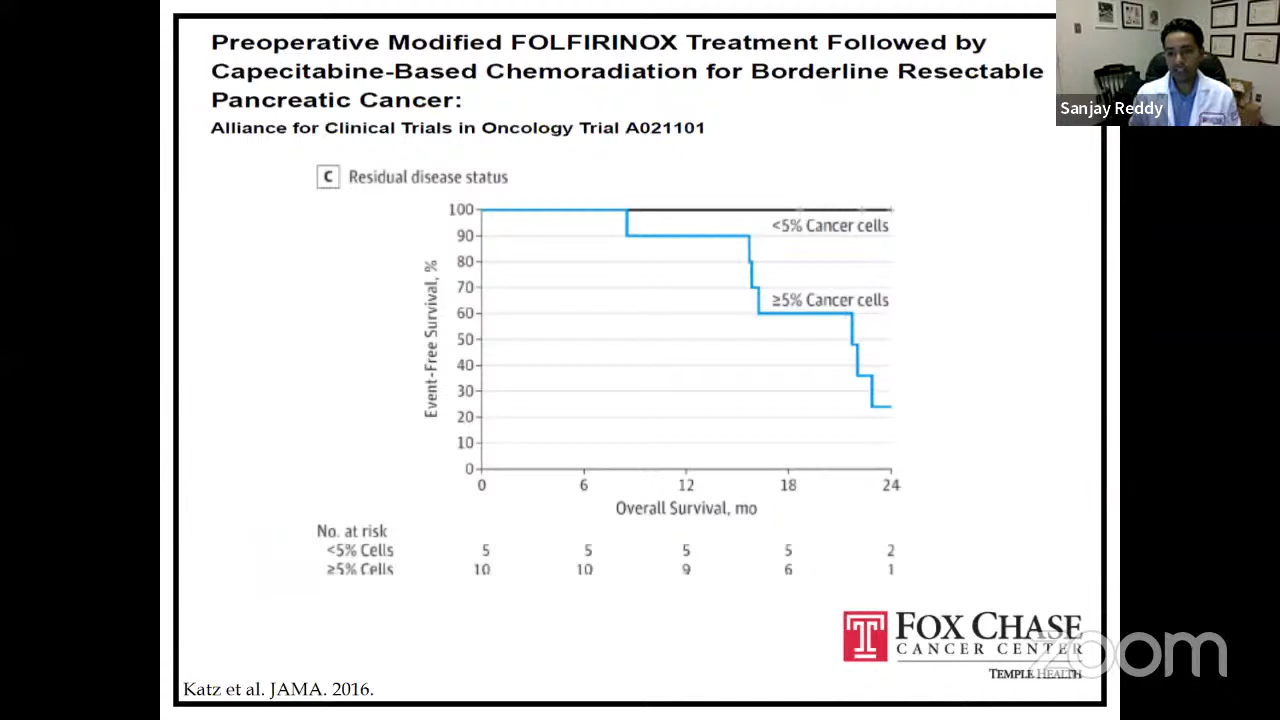 Preoperative Modified FOLFIRINOX Treatment Followed by
Capecitabine-Based Chemoradiation for Borderline Resectable
Pancreatic Cancer:
Alliance for Clinical Trials in Oncology Trial A021101
Sanjay Reddy
C Residual disease status
100
90
80
70
60
50
40
30
20
10
0
Event-Free Survival, %
<5% Cancer cells
≥5% Cancer cells
0 6 12 18 24
Overall Survival, mo
No. at risk
<5% Cells 5 5 5 5 2
≥5% Cells 10 10 9 6 1
FOX CHASE
CANCER CENTER
TEMPLE HEALTH
zoom
Katz et al. JAMA. 2016.